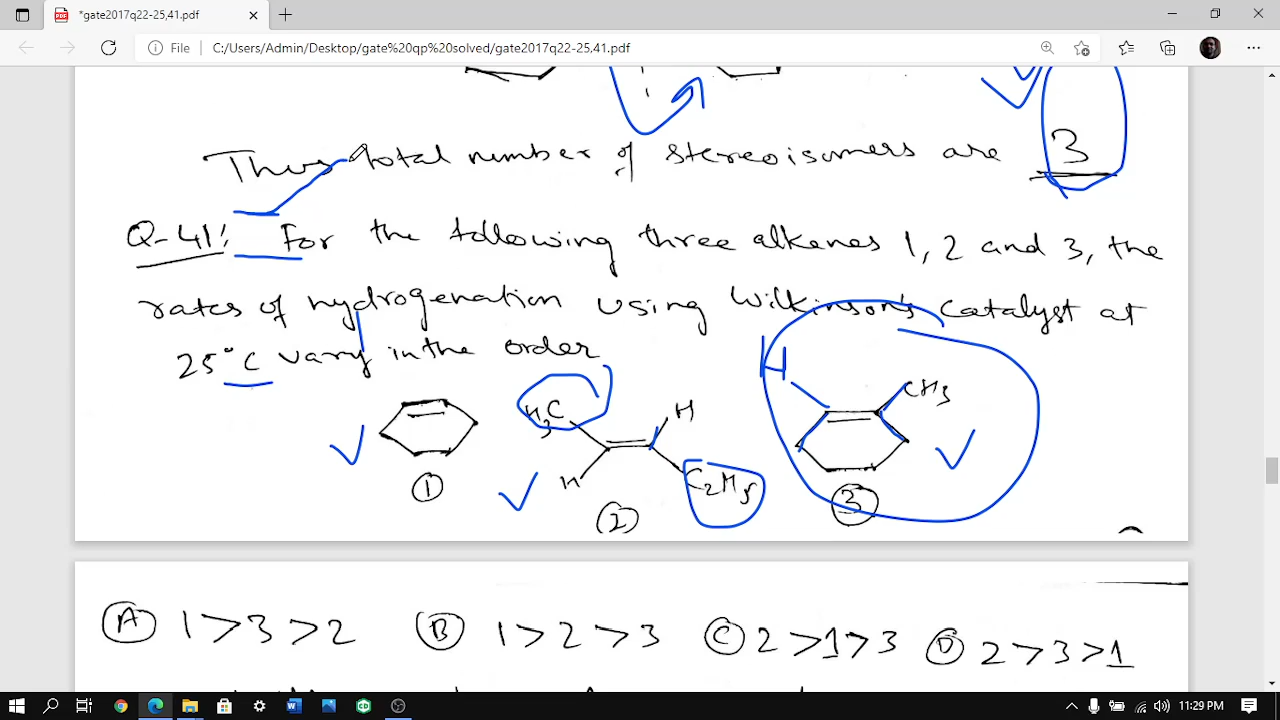 *gate2017q22-25,41.pdf
File C:/Users/Admin/Desktop/gate%20qp%20solved/gate2017q22-25,41.pdf
Thus total number of stereoisomers are 3
Q-41: For the following three alkenes 1, 2 and 3, the
rates of hydrogenation using Wilkinson's Catalyst at
25°C vary in the order
H
H3C H
CH3
H C2H5
1 2 3
A 1>3>2 B 1>2>3 C 2>1>3 D 2>3>1
11:29 PM